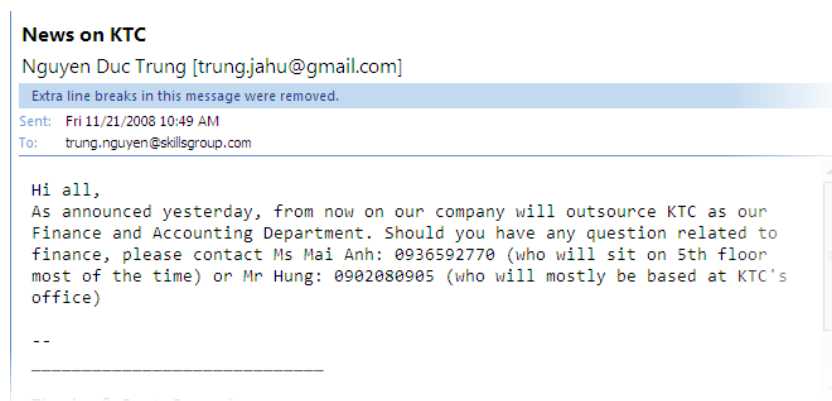 News on KTC
Nguyen Duc Trung [trung.jahu@gmail.com]
Extra line breaks in this message were removed.
Sent: Fri 11/21/2008 10:49 AM
To: trung.nguyen@skillsgroup.com
Hi all,
As announced yesterday, from now on our company will outsource KTC as our
Finance and Accounting Department. Should you have any question related to
finance, please contact Ms Mai Anh: 0936592770 (who will sit on 5th floor
most of the time) or Mr Hung: 0902080905 (who will mostly be based at KTC's
office)
--
_____________________________